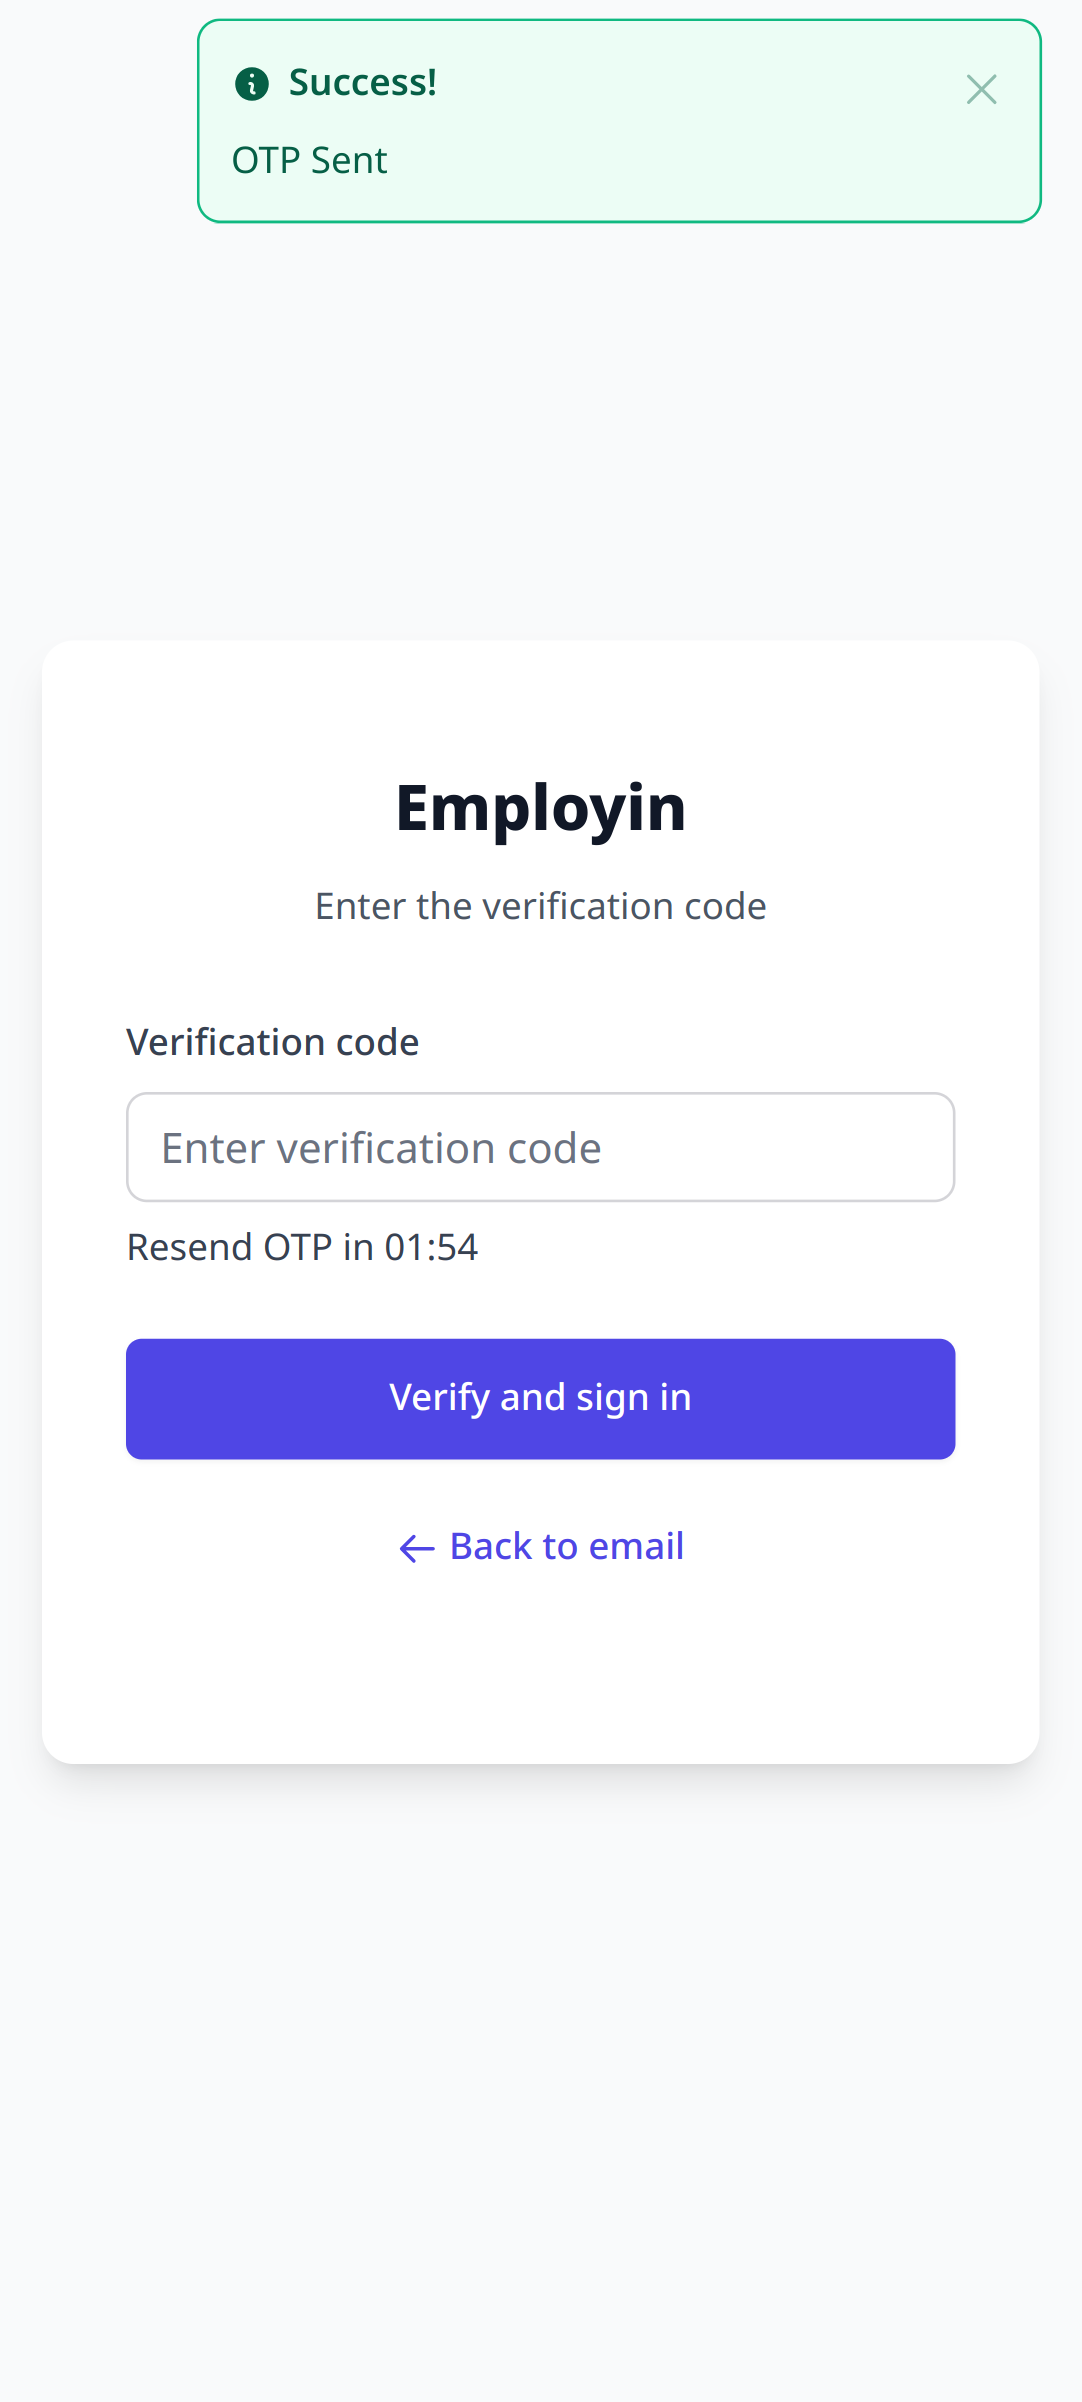 Success!
OTP Sent
Employin
Enter the verification code
Verification code
Enter verification code
Resend OTP in 01:54
Verify and sign in
Back to email